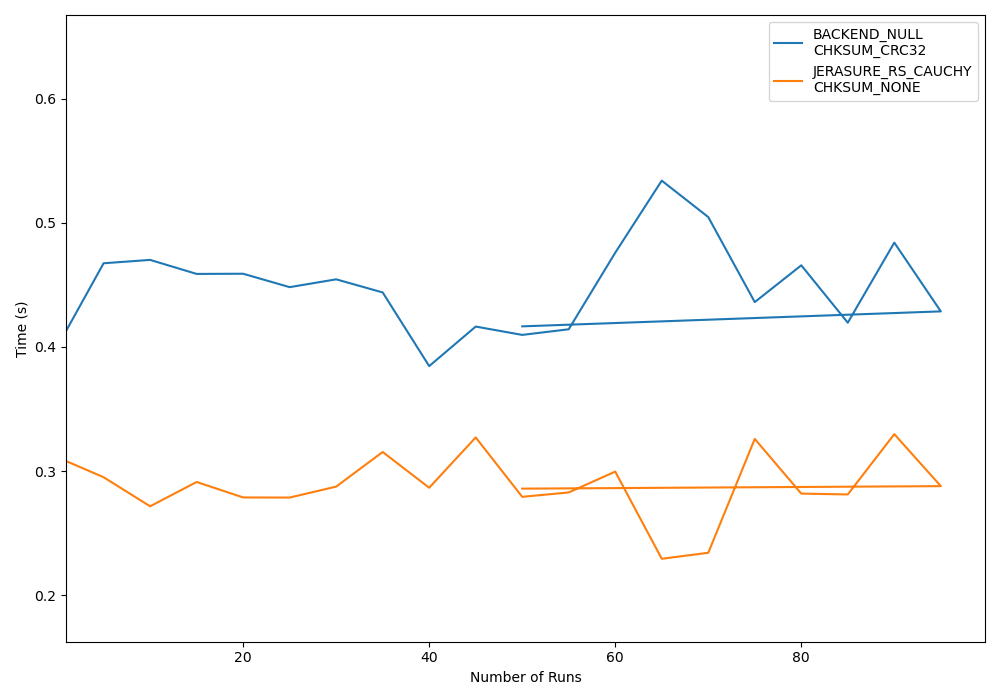 BACKEND_NULL
CHKSUM_CRC32
JERASURE_RS_CAUCHY
CHKSUM_NONE
0.6
0.5
0.4
0.3
0.2
Time (s)
20
40
60
80
Number of Runs